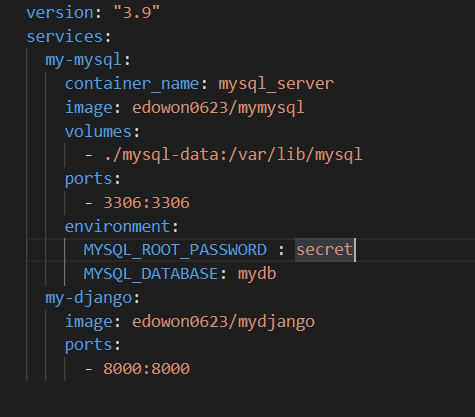 version: "3.9"
services:
  my-mysql:
    container_name: mysql_server
    image: edowon0623/mymysql
    volumes:
      - ./mysql-data:/var/lib/mysql
    ports:
      - 3306:3306
    environment:
      MYSQL_ROOT_PASSWORD : secret
      MYSQL_DATABASE: mydb
  my-django:
    image: edowon0623/mydjango
    ports:
      - 8000:8000